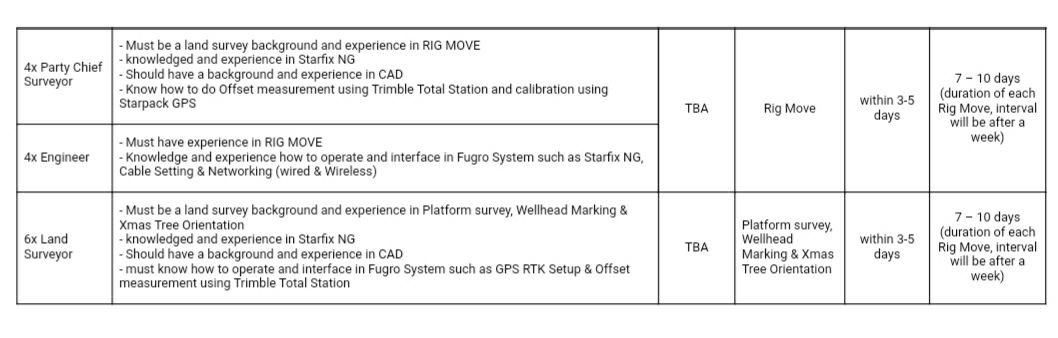 4x Party Chief
Surveyor
- Must be a land survey background and experience in RIG MOVE
- knowledged and experience in Starfix NG
- Should have a background and experience in CAD
- Know how to do Offset measurement using Trimble Total Station and calibration using
Starpack GPS
TBA
Rig Move
within 3-5
days
7 – 10 days
(duration of each
Rig Move, interval
will be after a
week)
4x Engineer
- Must have experience in RIG MOVE
- Knowledge and experience how to operate and interface in Fugro System such as Starfix NG,
Cable Setting & Networking (wired & Wireless)
6x Land
Surveyor
- Must be a land survey background and experience in Platform survey, Wellhead Marking &
Xmas Tree Orientation
- knowledged and experience in Starfix NG
- Should have a background and experience in CAD
- must know how to operate and interface in Fugro System such as GPS RTK Setup & Offset
measurement using Trimble Total Station
TBA
Platform survey,
Wellhead
Marking & Xmas
Tree Orientation
within 3-5
days
7 – 10 days
(duration of each
Rig Move, interval
will be after a
week)